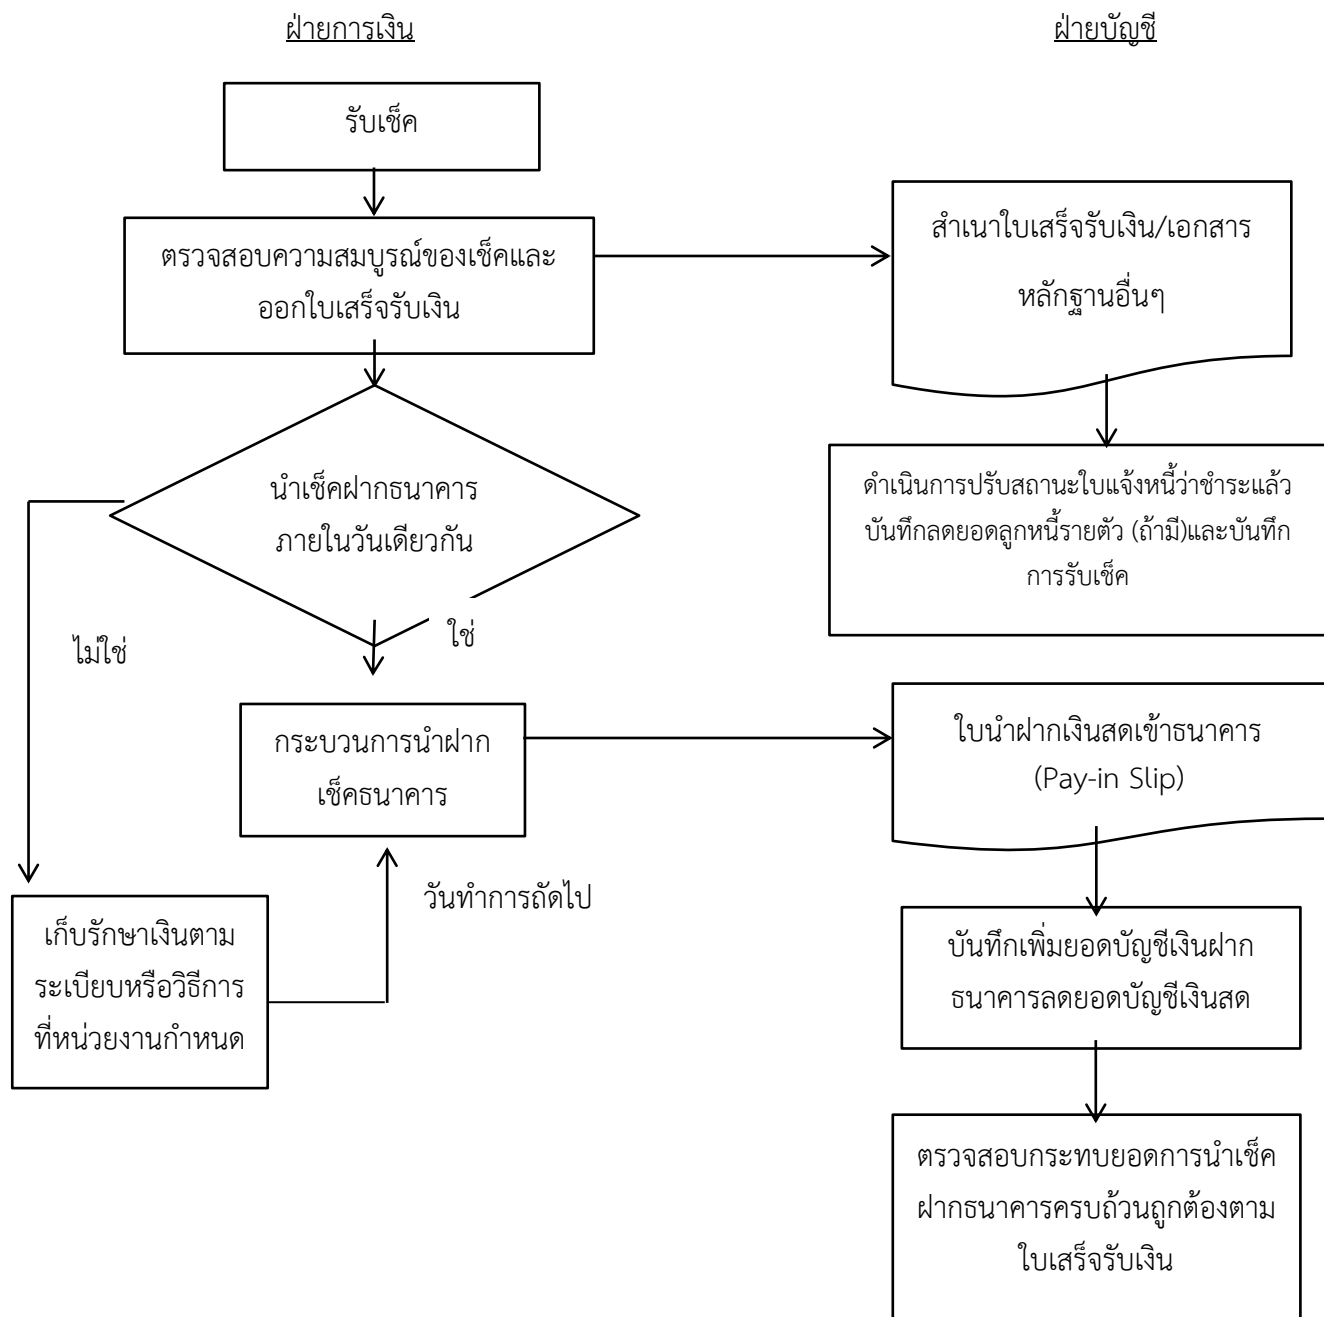 ฝ่ายการเงิน
ฝ่ายบัญชี
รับเช็ค
ตรวจสอบความสมบูรณ์ของเช็คและ
ออกใบเสร็จรับเงิน
สำเนาใบเสร็จรับเงิน/เอกสาร
หลักฐานอื่นๆ
นำเช็คฝากธนาคาร
ภายในวันเดียวกัน
ดำเนินการปรับสถานะใบแจ้งหนี้ว่าชำระแล้ว
บันทึกลดยอดลูกหนี้รายตัว (ถ้ามี)และบันทึก
การรับเช็ค
ไม่ใช่
ใช่
กระบวนการนำฝาก
เช็คธนาคาร
ใบนำฝากเงินสดเข้าธนาคาร
(Pay-in Slip)
วันทำการถัดไป
เก็บรักษาเงินตาม
ระเบียบหรือวิธีการ
ที่หน่วยงานกำหนด
บันทึกเพิ่มยอดบัญชีเงินฝาก
ธนาคารลดยอดบัญชีเงินสด
ตรวจสอบกระทบยอดการนำเช็ค
ฝากธนาคารครบถ้วนถูกต้องตาม
ใบเสร็จรับเงิน